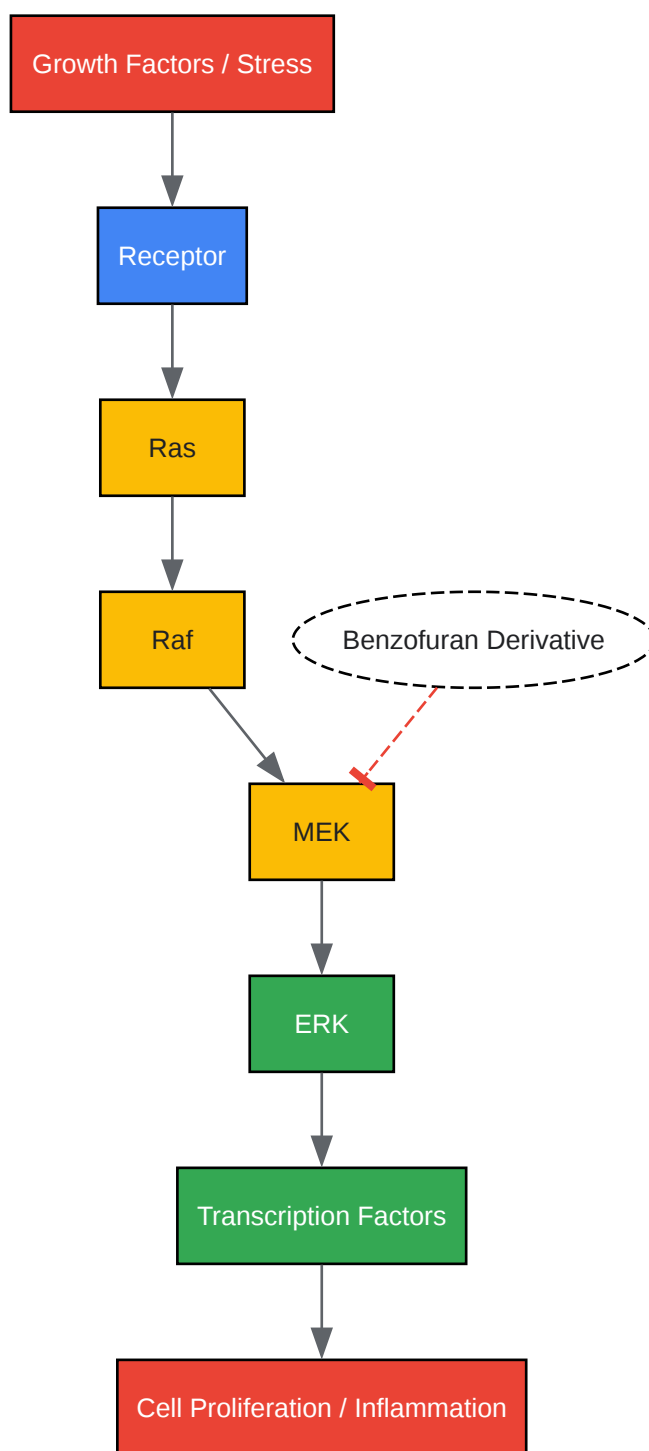 Growth Factors / Stress
Receptor
Ras
Raf
Benzofuran Derivative
MEK
ERK
Transcription Factors
Cell Proliferation / Inflammation